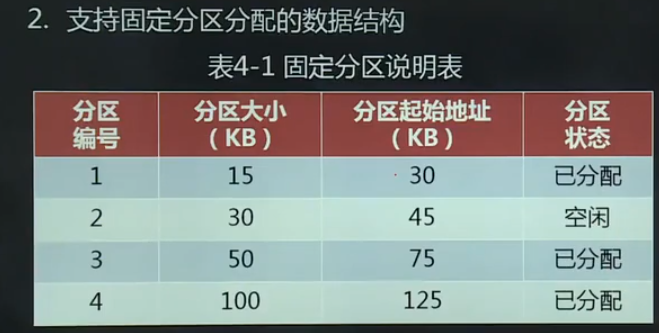 2. 支持固定分区分配的数据结构
表4-1 固定分区说明表
分区编号 分区大小（KB） 分区起始地址（KB） 分区状态
1 15 30 已分配
2 30 45 空闲
3 50 75 已分配
4 100 125 已分配